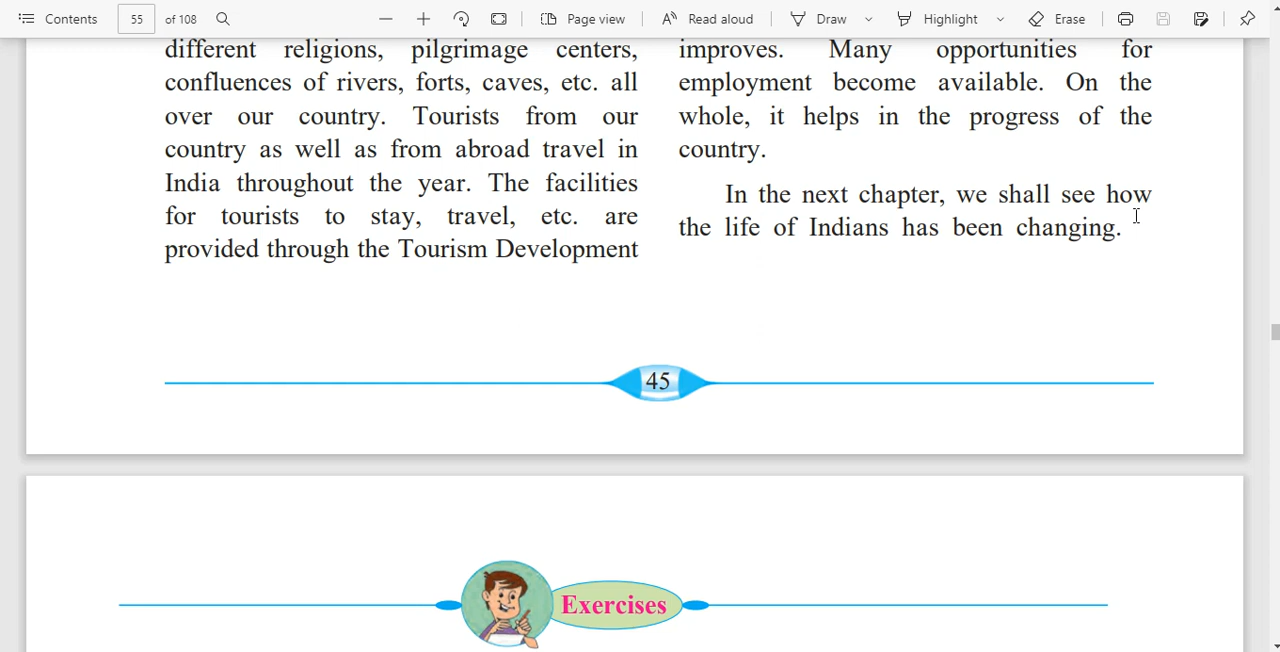 Contents
55
of 108
Page view
Read aloud
Draw
Highlight
Erase
different religions, pilgrimage centers,
confluences of rivers, forts, caves, etc. all
over our country. Tourists from our
country as well as from abroad travel in
India throughout the year. The facilities
for tourists to stay, travel, etc. are
provided through the Tourism Development
improves. Many opportunities for
employment become available. On the
whole, it helps in the progress of the
country.
In the next chapter, we shall see how
the life of Indians has been changing.
45
Exercises